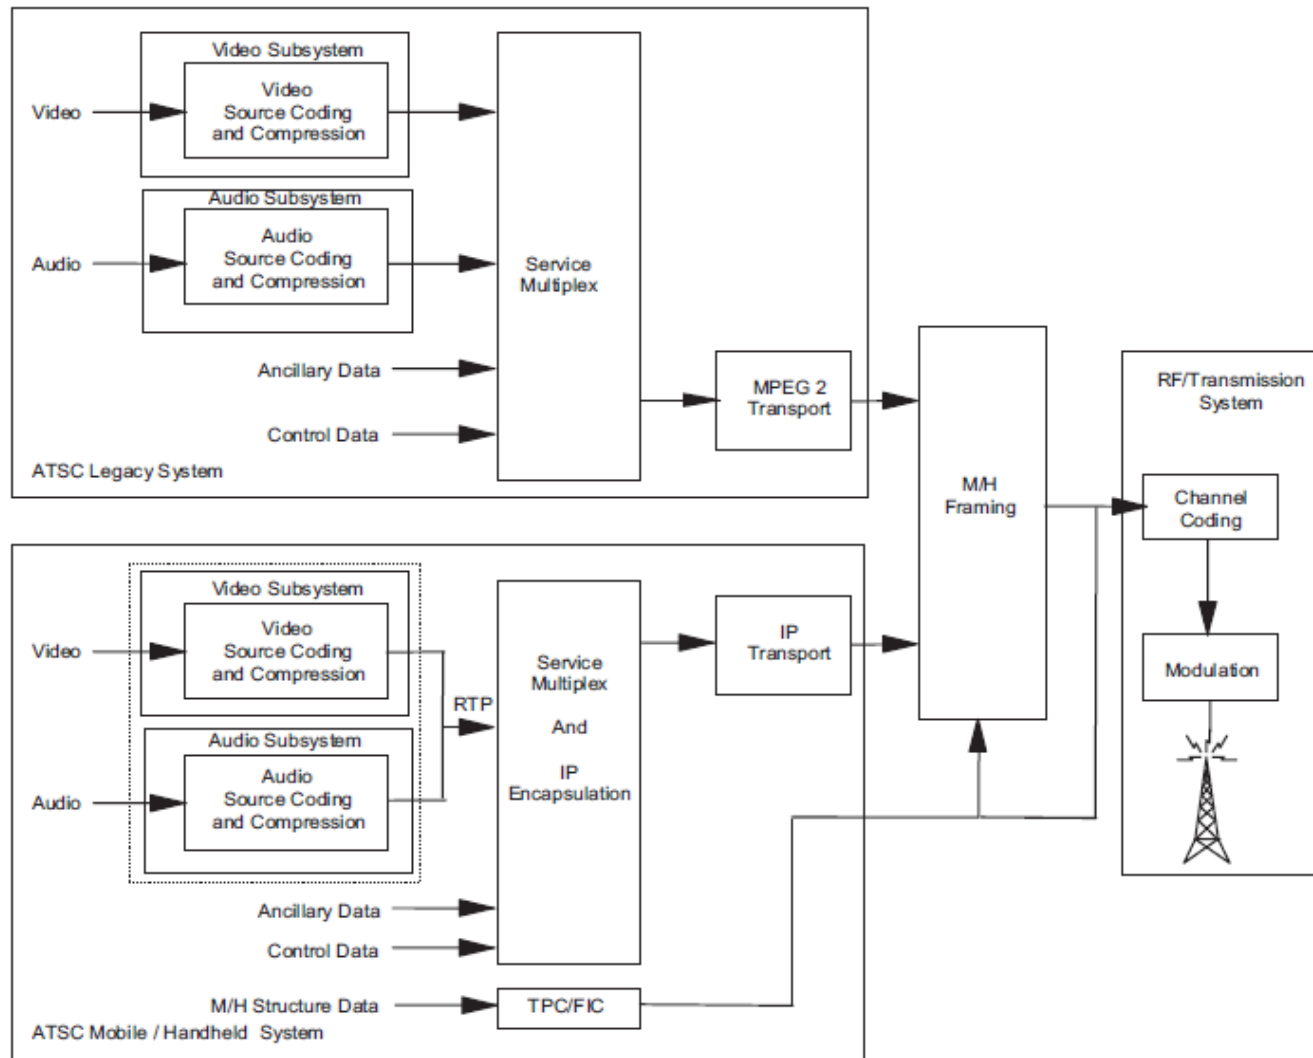 Video Subsystem
Video
Video
Source Coding
and Compression
Audio Subsystem
Audio
Audio
Source Coding
and Compression
Service
Multiplex
Ancillary Data
Control Data
MPEG 2
Transport
ATSC Legacy System
M/H
Framing
RF/Transmission
System
Channel
Coding
Modulation
Video Subsystem
Video
Video
Source Coding
and Compression
RTP
Audio Subsystem
Audio
Audio
Source Coding
and Compression
Service
Multiplex
And
IP
Encapsulation
IP
Transport
Ancillary Data
Control Data
M/H Structure Data
TPC/FIC
ATSC Mobile / Handheld System